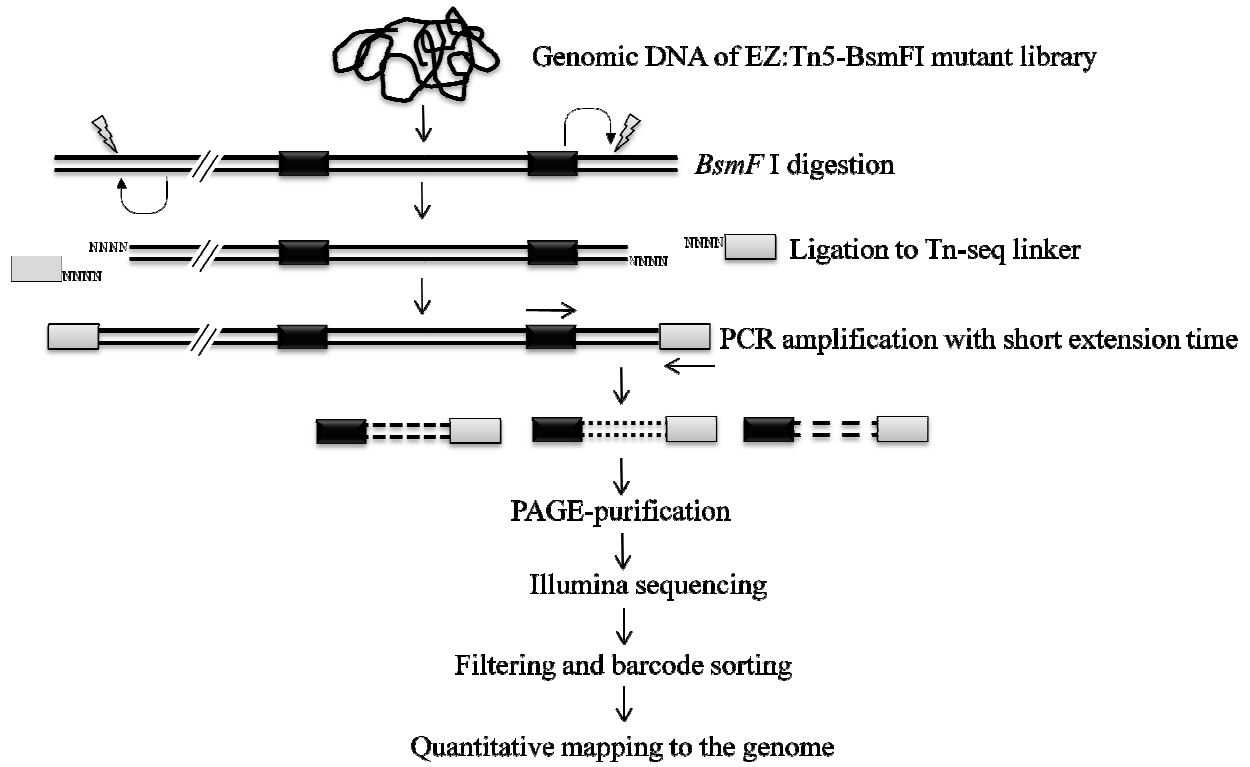 Genomic DNA of EZ:Tn5-BsmFI mutant library
BsmF I digestion
NNNN
NNNN
NNNN
NNNN
Ligation to Tn-seq linker
PCR amplification with short extension time
PAGE-purification
Illumina sequencing
Filtering and barcode sorting
Quantitative mapping to the genome